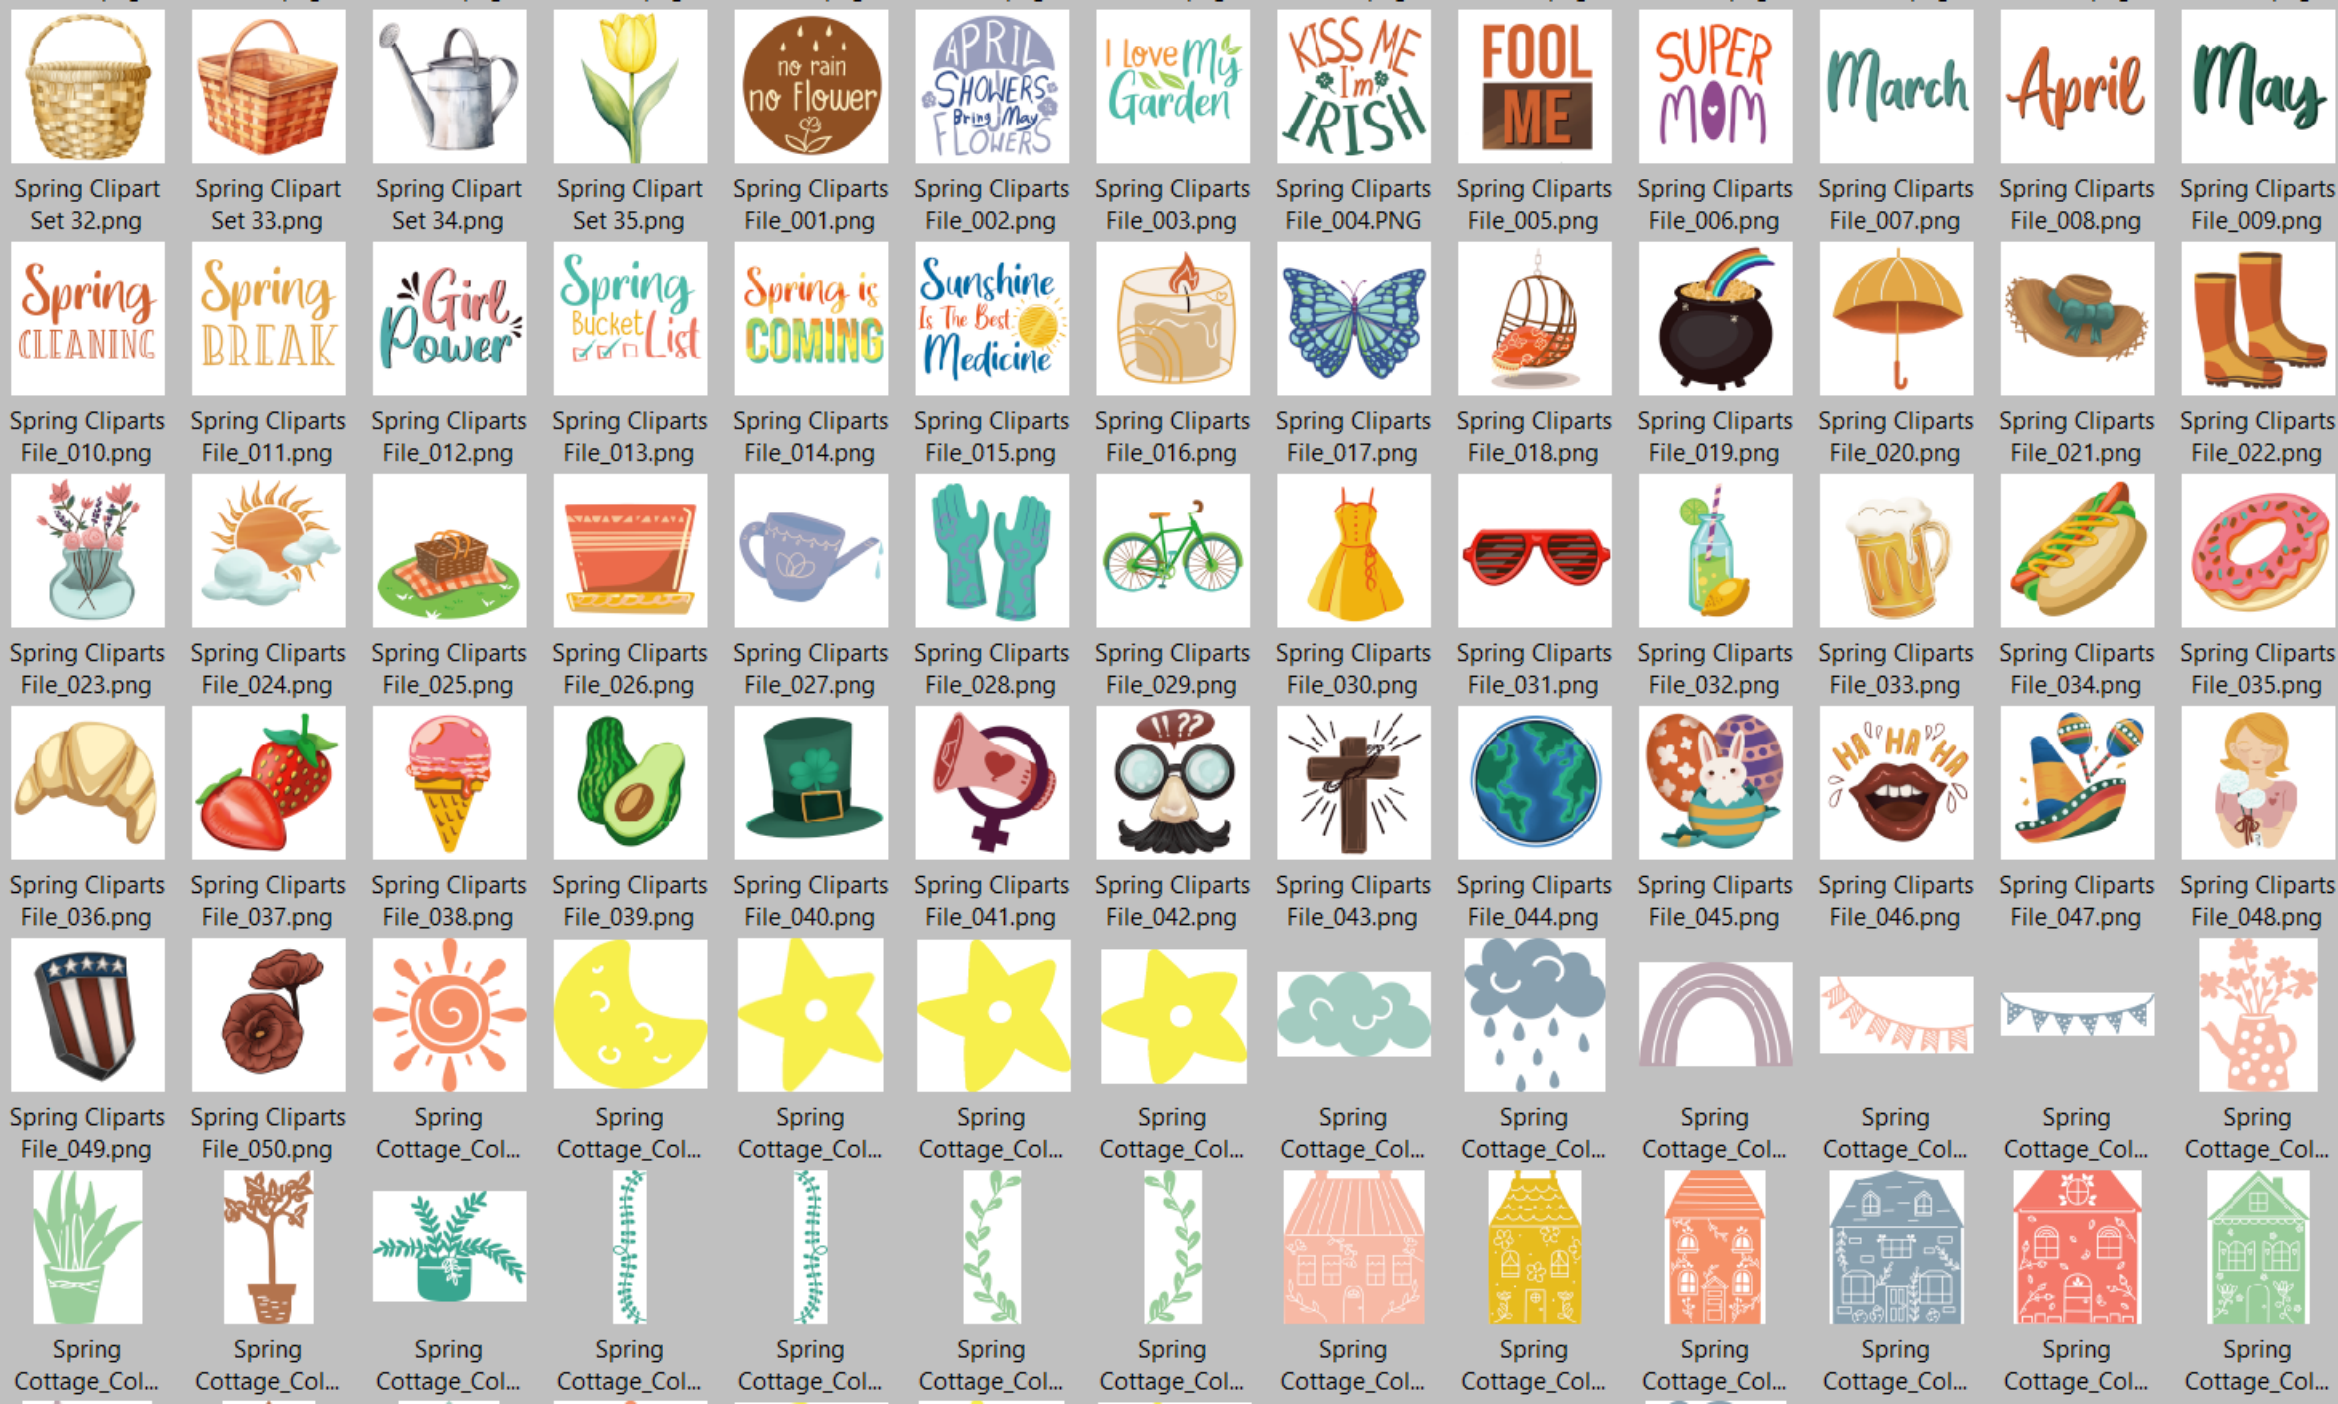 no rain
no flower
APRIL
SHOWERS
Bring May
FLOWERS
I Love My
Garden
KISS ME
I'm
IRISH
FOOL
ME
SUPER
MOM
March
April
May
Spring Clipart
Set 32.png
Spring Clipart
Set 33.png
Spring Clipart
Set 34.png
Spring Clipart
Set 35.png
Spring Cliparts
File_001.png
Spring Cliparts
File_002.png
Spring Cliparts
File_003.png
Spring Cliparts
File_004.PNG
Spring Cliparts
File_005.png
Spring Cliparts
File_006.png
Spring Cliparts
File_007.png
Spring Cliparts
File_008.png
Spring Cliparts
File_009.png
Spring
CLEANING
Spring
BREAK
Girl
Power
Spring
Bucket
List
Spring is
COMING
Sunshine
Is The Best
Medicine
Spring Cliparts
File_010.png
Spring Cliparts
File_011.png
Spring Cliparts
File_012.png
Spring Cliparts
File_013.png
Spring Cliparts
File_014.png
Spring Cliparts
File_015.png
Spring Cliparts
File_016.png
Spring Cliparts
File_017.png
Spring Cliparts
File_018.png
Spring Cliparts
File_019.png
Spring Cliparts
File_020.png
Spring Cliparts
File_021.png
Spring Cliparts
File_022.png
Spring Cliparts
File_023.png
Spring Cliparts
File_024.png
Spring Cliparts
File_025.png
Spring Cliparts
File_026.png
Spring Cliparts
File_027.png
Spring Cliparts
File_028.png
Spring Cliparts
File_029.png
Spring Cliparts
File_030.png
Spring Cliparts
File_031.png
Spring Cliparts
File_032.png
Spring Cliparts
File_033.png
Spring Cliparts
File_034.png
Spring Cliparts
File_035.png
!!??
HA HA HA
Spring Cliparts
File_036.png
Spring Cliparts
File_037.png
Spring Cliparts
File_038.png
Spring Cliparts
File_039.png
Spring Cliparts
File_040.png
Spring Cliparts
File_041.png
Spring Cliparts
File_042.png
Spring Cliparts
File_043.png
Spring Cliparts
File_044.png
Spring Cliparts
File_045.png
Spring Cliparts
File_046.png
Spring Cliparts
File_047.png
Spring Cliparts
File_048.png
Spring Cliparts
File_049.png
Spring Cliparts
File_050.png
Spring
Cottage_Col...
Spring
Cottage_Col...
Spring
Cottage_Col...
Spring
Cottage_Col...
Spring
Cottage_Col...
Spring
Cottage_Col...
Spring
Cottage_Col...
Spring
Cottage_Col...
Spring
Cottage_Col...
Spring
Cottage_Col...
Spring
Cottage_Col...
Spring
Cottage_Col...
Spring
Cottage_Col...
Spring
Cottage_Col...
Spring
Cottage_Col...
Spring
Cottage_Col...
Spring
Cottage_Col...
Spring
Cottage_Col...
Spring
Cottage_Col...
Spring
Cottage_Col...
Spring
Cottage_Col...
Spring
Cottage_Col...
Spring
Cottage_Col...
Spring
Cottage_Col...